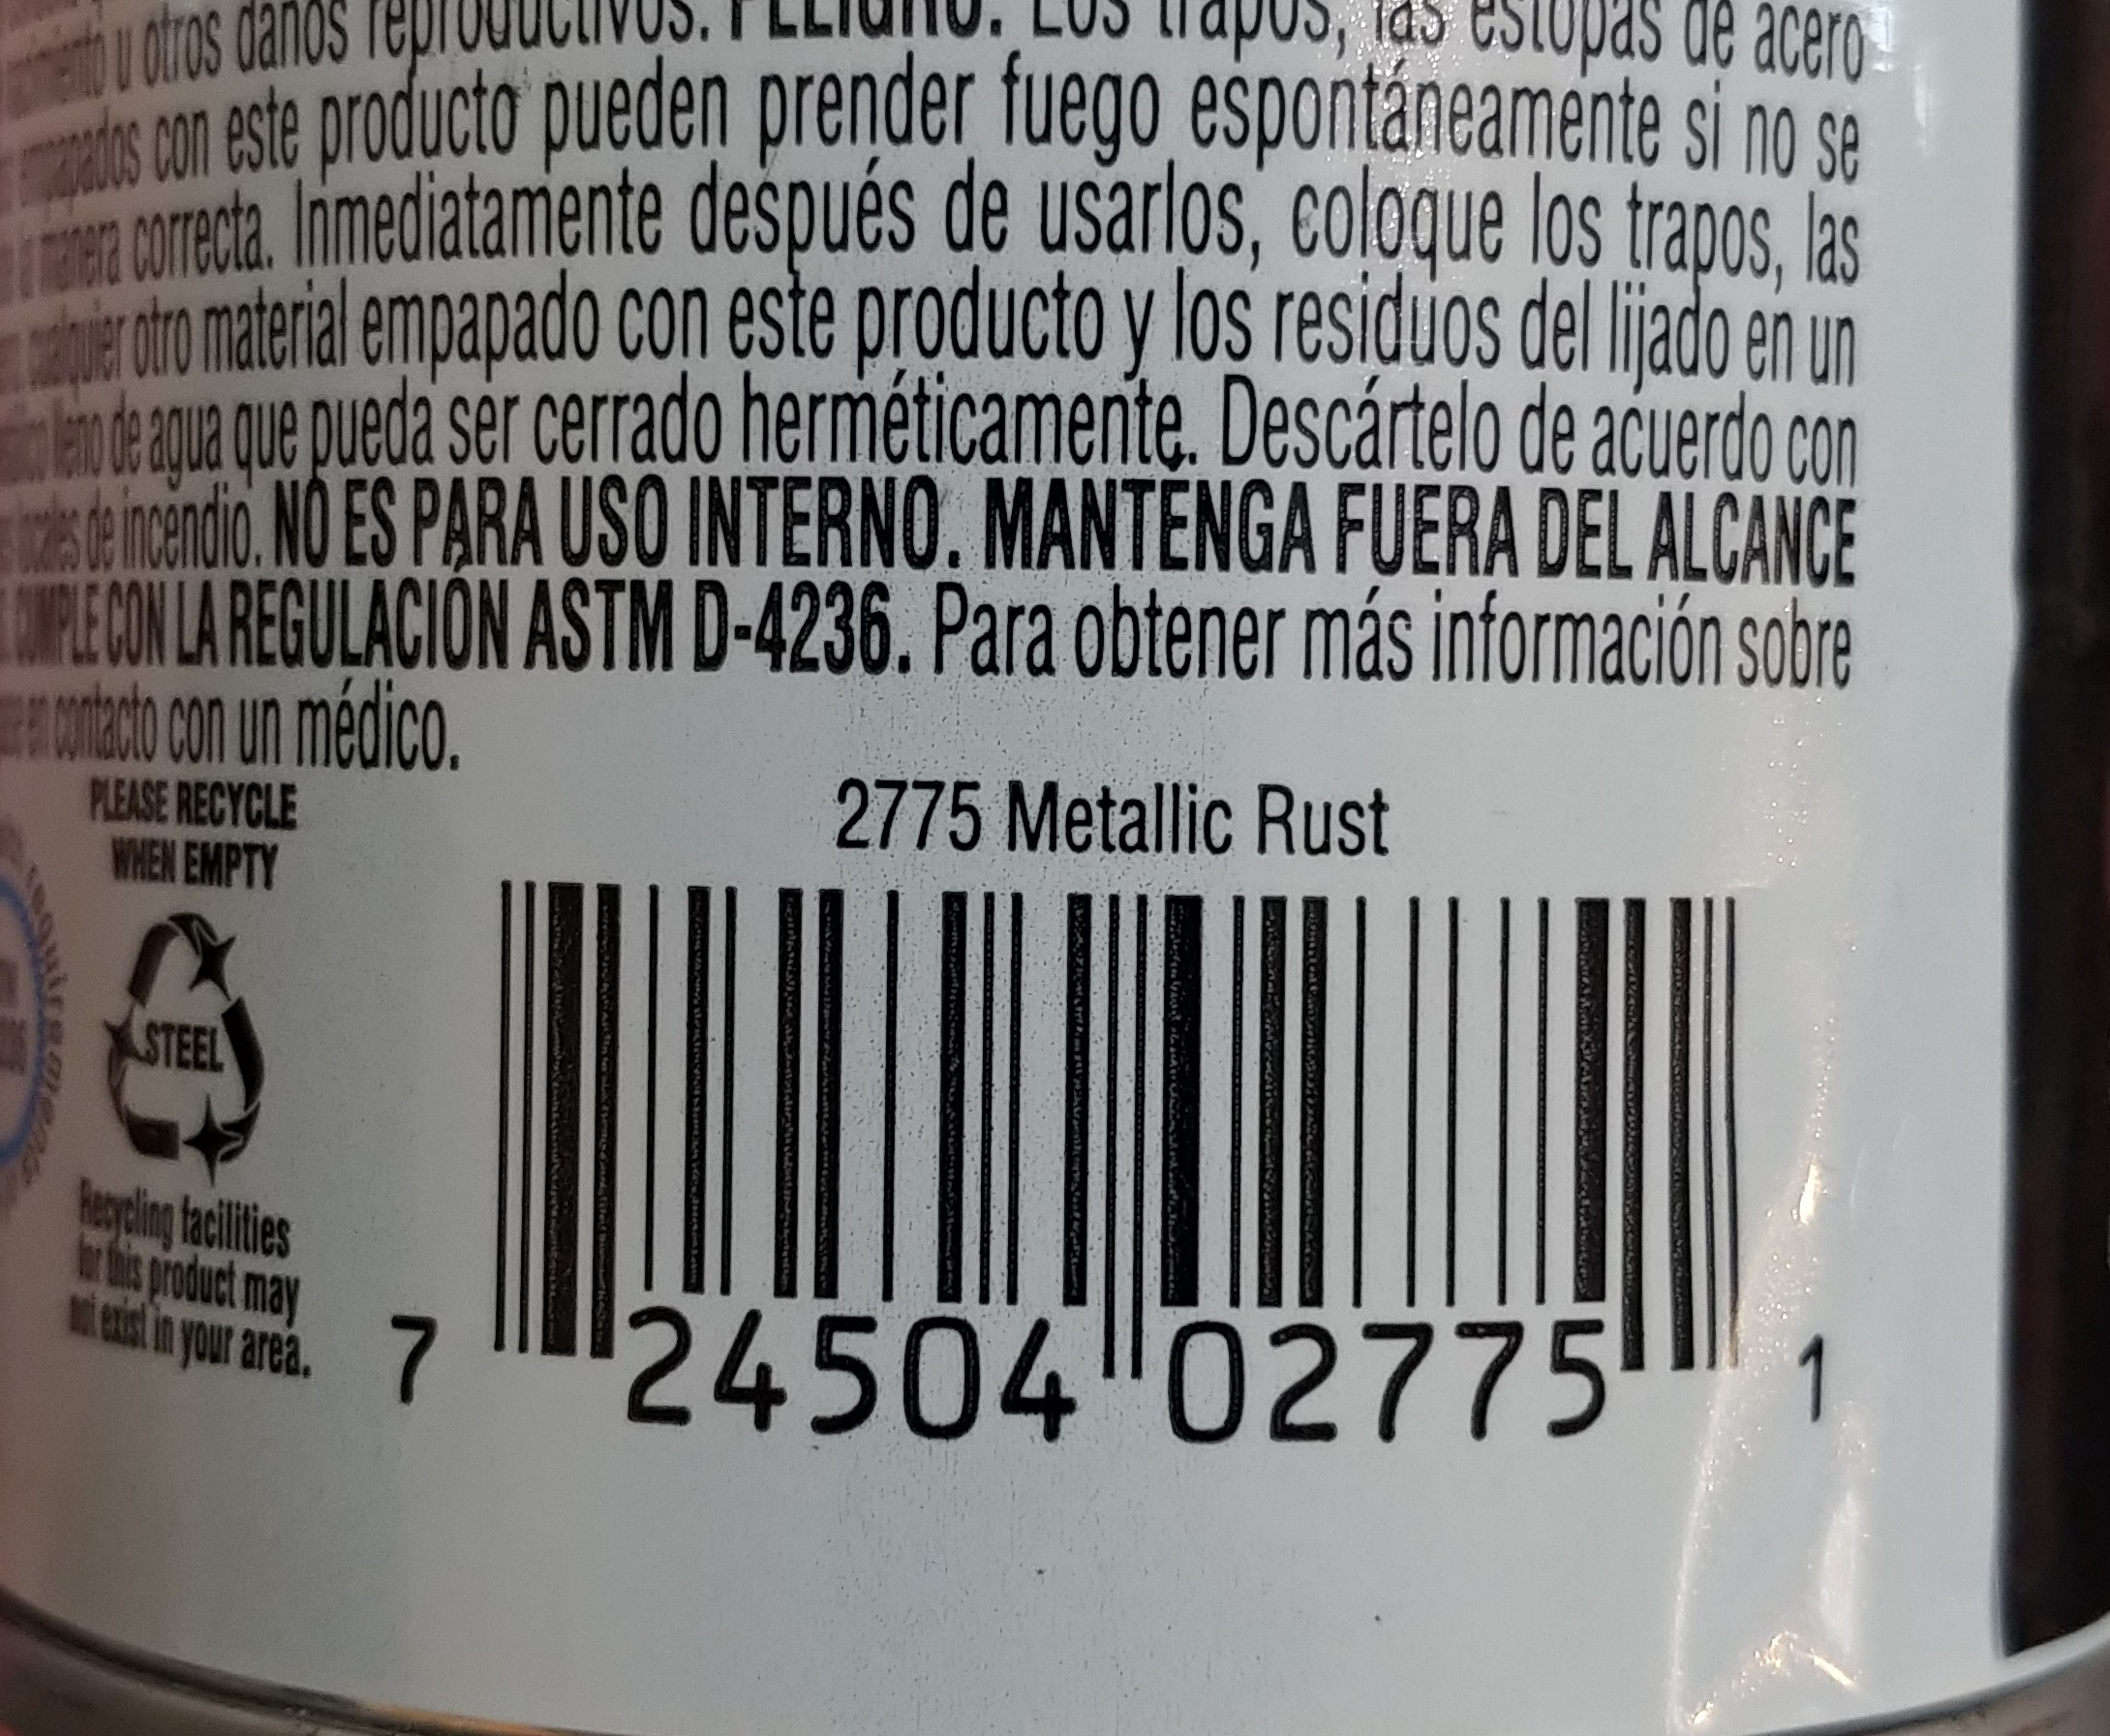 u otros daños reproductivos. PELIGRO. Los trapos, las estopas de acero
empapados con este producto pueden prender fuego espontáneamente si no se
manera correcta. Inmediatamente después de usarlos, coloque los trapos, las
cualquier otro material empapado con este producto y los residuos del lijado en un
lleno de agua que pueda ser cerrado herméticamente. Descártelo de acuerdo con
locales de incendio. NO ES PARA USO INTERNO. MANTENGA FUERA DEL ALCANCE
CUMPLE CON LA REGULACIÓN ASTM D-4236. Para obtener más información sobre
en contacto con un médico.
PLEASE RECYCLE
WHEN EMPTY
STEEL
Recycling facilities
for this product may
not exist in your area.
2775 Metallic Rust
7 24504 02775 1